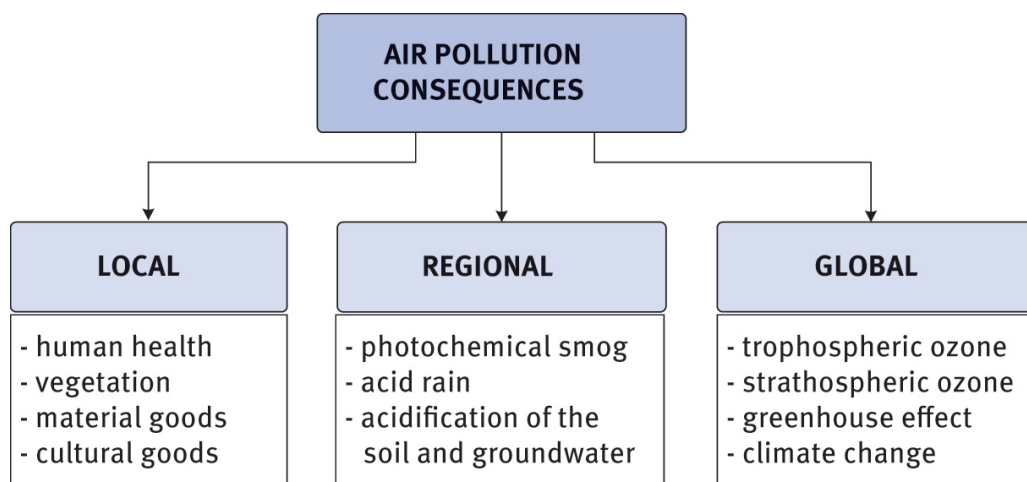 AIR POLLUTION
CONSEQUENCES
LOCAL
- human health
- vegetation
- material goods
- cultural goods
REGIONAL
- photochemical smog
- acid rain
- acidification of the
soil and groundwater
GLOBAL
- trophospheric ozone
- strathospheric ozone
- greenhouse effect
- climate change